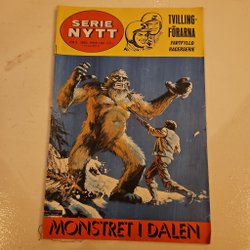 SERIE
NYTT
TVILLING-
FÖRARNA
FARTFYLLD
RACERSERIE
MONSTRET I DALEN